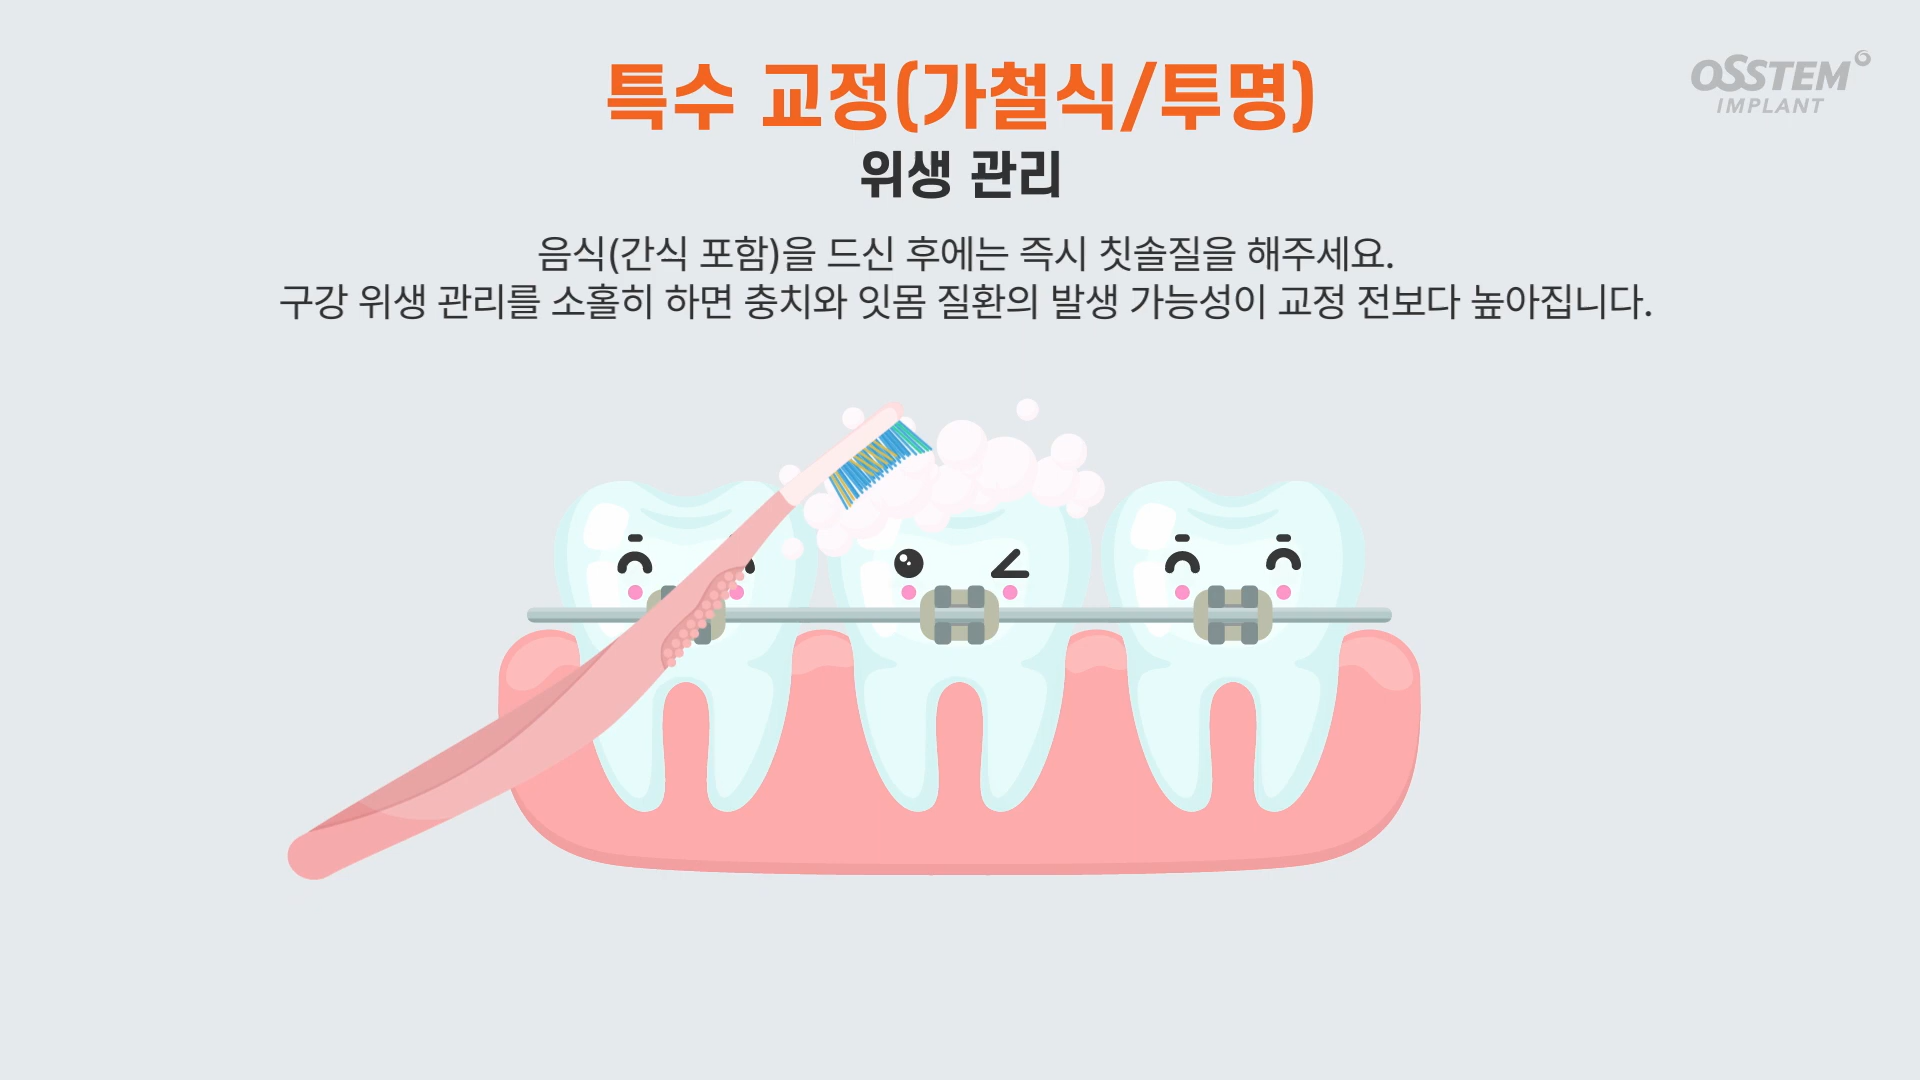 특수 교정(가철식/투명)
OSSTEM
IMPLANT
위생 관리
음식(간식 포함)을 드신 후에는 즉시 칫솔질을 해주세요.
구강 위생 관리를 소홀히 하면 충치와 잇몸 질환의 발생 가능성이 교정 전보다 높아집니다.